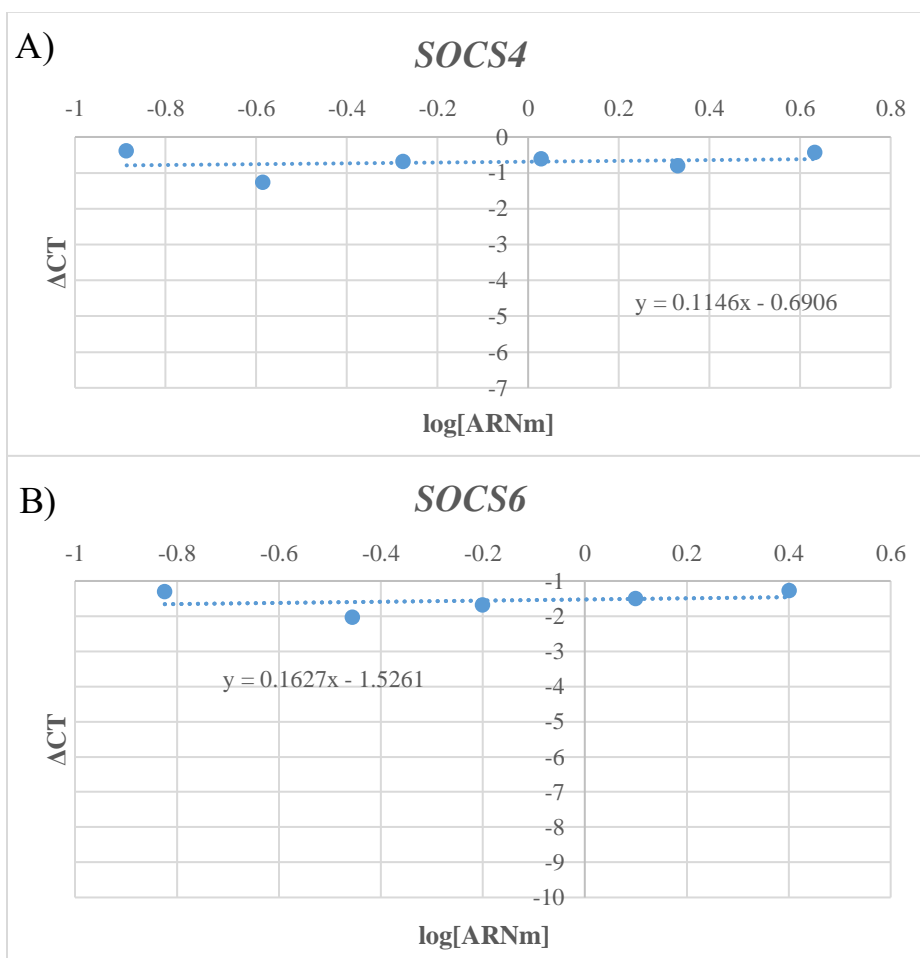 A)
SOCS4
-1 -0.8 -0.6 -0.4 -0.2 0 0.2 0.4 0.6 0.8
0
-1
-2
-3
ΔCT
-4
y = 0.1146x - 0.6906
-5
-6
-7
log[ARNm]
B)
SOCS6
-1 -0.8 -0.6 -0.4 -0.2 0 0.2 0.4 0.6
-1
-2
-3
y = 0.1627x - 1.5261
-4
-5
ΔCT
-6
-7
-8
-9
-10
log[ARNm]